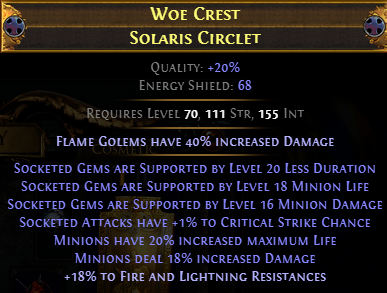 Woe Crest
Solaris Circlet
Quality: +20%
Energy Shield: 68
Requires Level 70, 111 Str, 155 Int
Flame Golems have 40% increased Damage
Socketed Gems are Supported by Level 20 Less Duration
Socketed Gems are Supported by Level 18 Minion Life
Socketed Gems are Supported by Level 16 Minion Damage
Socketed Attacks have +1% to Critical Strike Chance
Minions have 20% increased maximum Life
Minions deal 18% increased Damage
+18% to Fire and Lightning Resistances